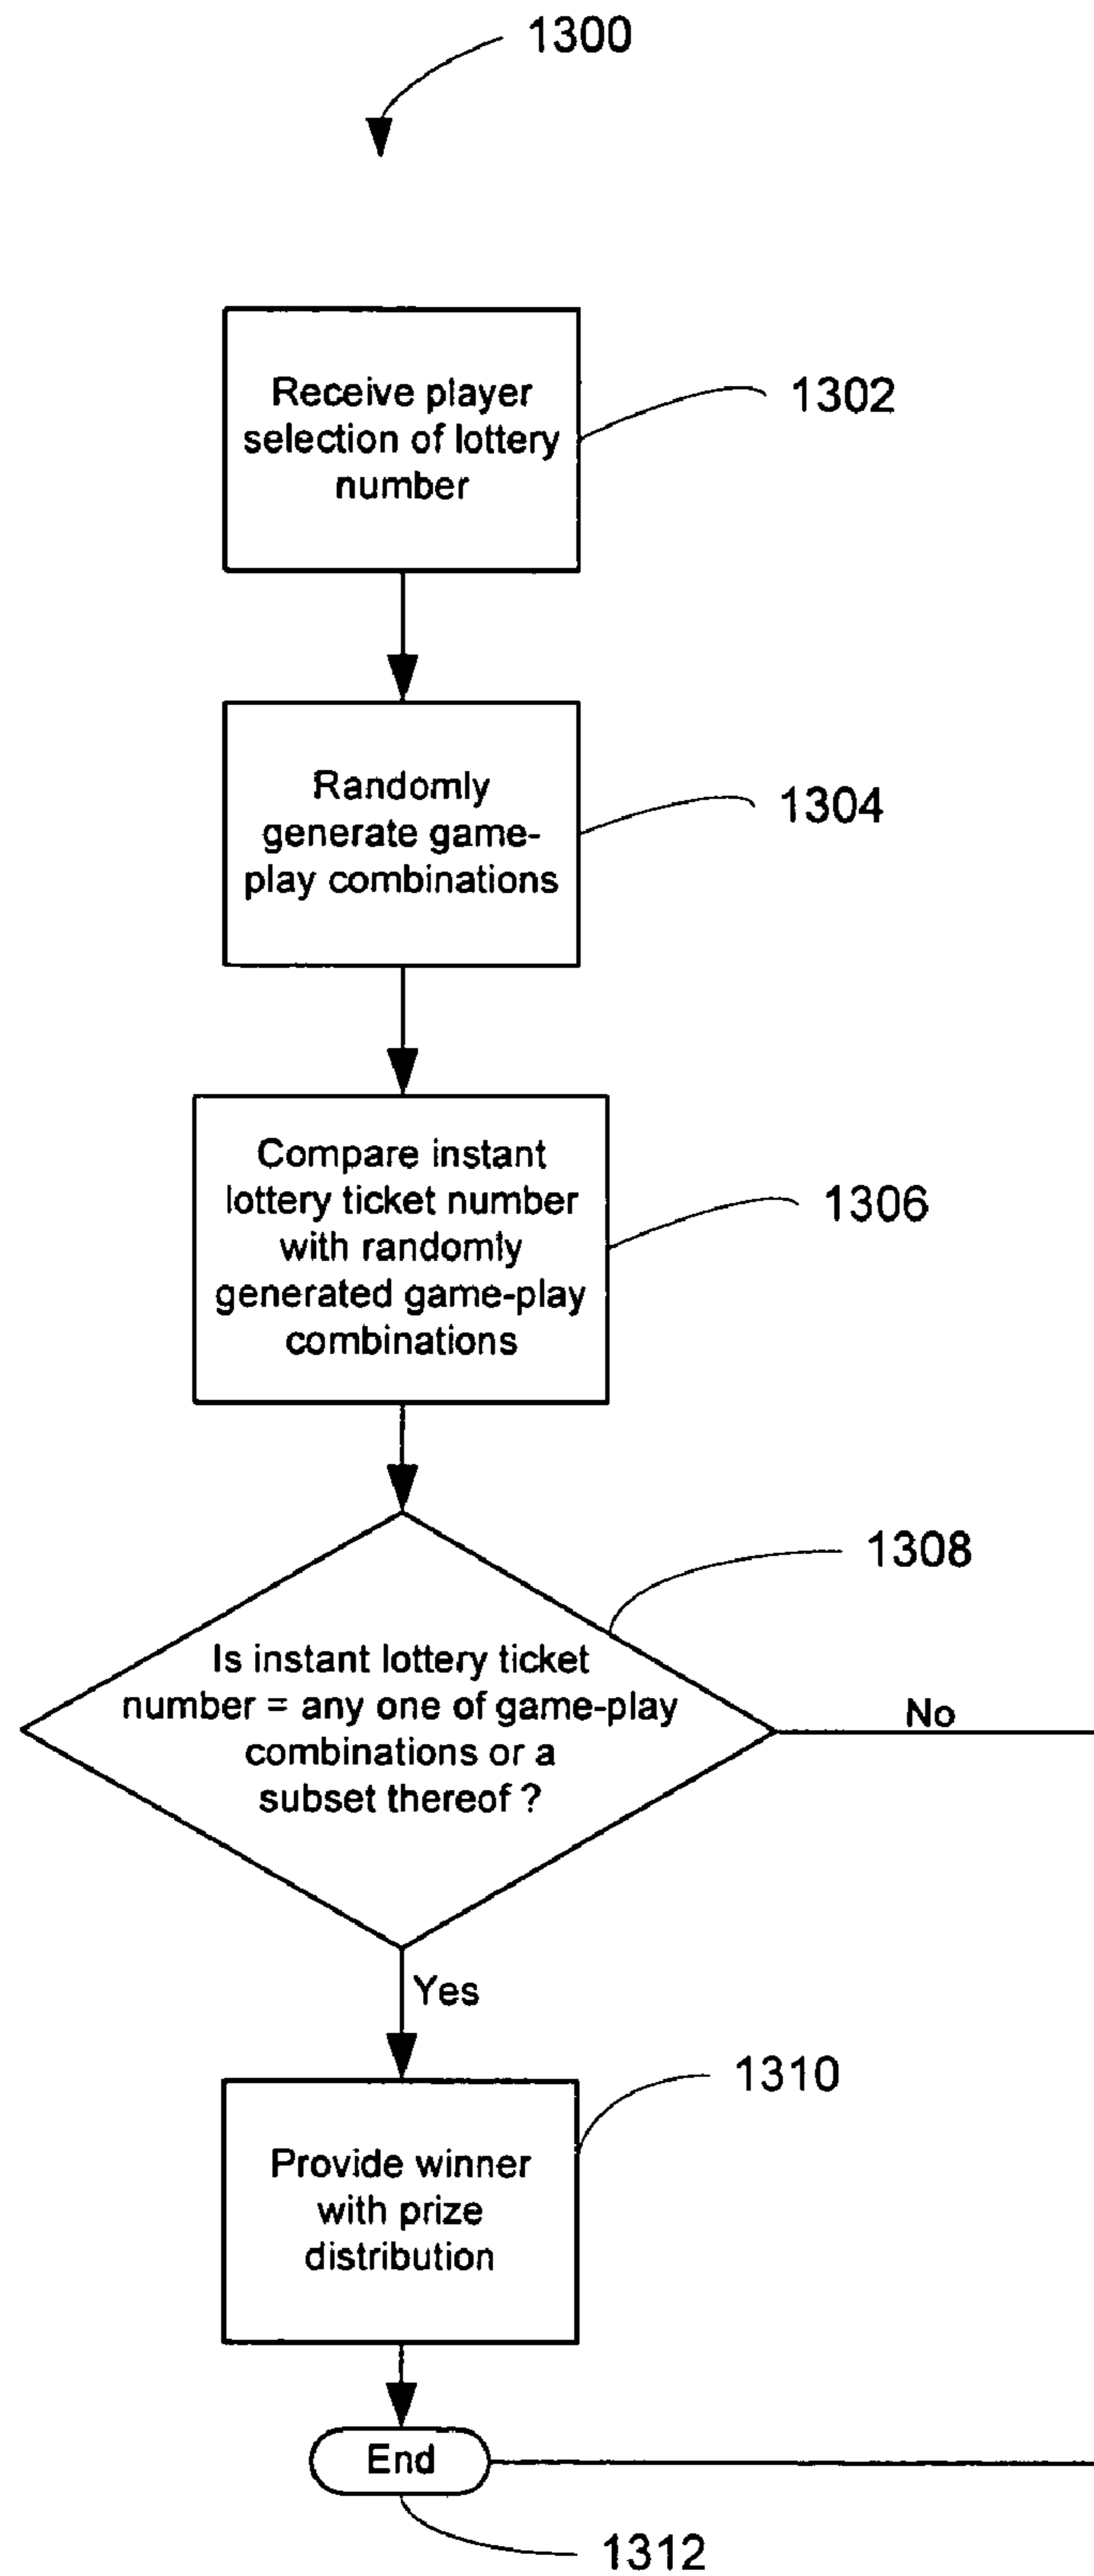 1300
Receive player
selection of lottery
number
1302
Randomly
generate game-
play combinations
1304
Compare instant
lottery ticket number
with randomly
generated game-play
combinations
1306
1308
Is instant lottery ticket
number = any one of game-play
combinations or a
subset thereof ?
No
Yes
1310
Provide winner
with prize
distribution
End
1312